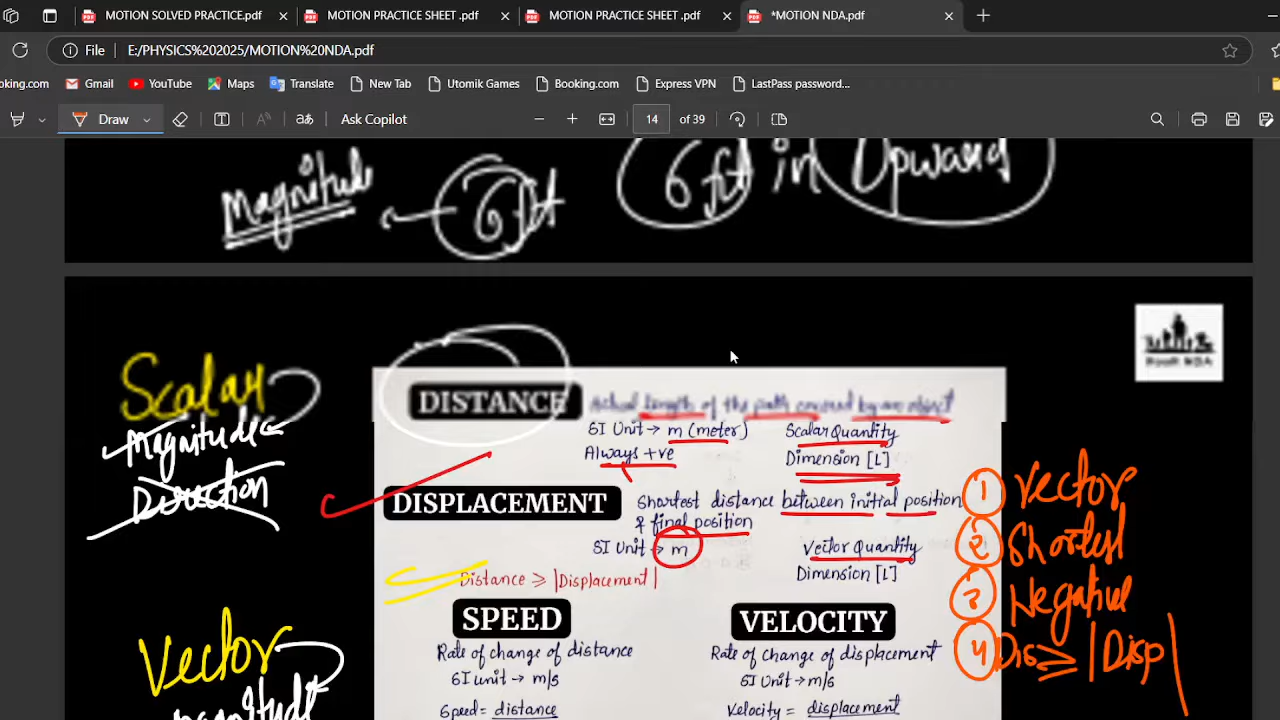 MOTION SOLVED PRACTICE.pdf
MOTION PRACTICE SHEET .pdf
MOTION PRACTICE SHEET .pdf
*MOTION NDA.pdf
File
E:/PHYSICS%202025/MOTION%20NDA.pdf
oking.com
Gmail
YouTube
Maps
Translate
New Tab
Utomik Games
Booking.com
Express VPN
LastPass password...
Draw
Ask Copilot
14 of 39
Magnitude
6 ft
6 ft in Upward
Scalar
Magnitude
Direction
DISTANCE
Actual length of the path covered by an object
SI Unit → m (meter)
Scalar Quantity
Always +ve
Dimension [L]
DISPLACEMENT
Shortest distance between initial position
& final position
SI Unit → m
Vector Quantity
Dimension [L]
Distance ⩾ |Displacement|
1 Vector
2 Shortest
3 Negative
4 Dis ≥ |Disp|
Vector
magnitude
SPEED
Rate of change of distance
SI unit → m/s
Speed = distance
VELOCITY
Rate of change of displacement
SI Unit → m/s
Velocity = displacement